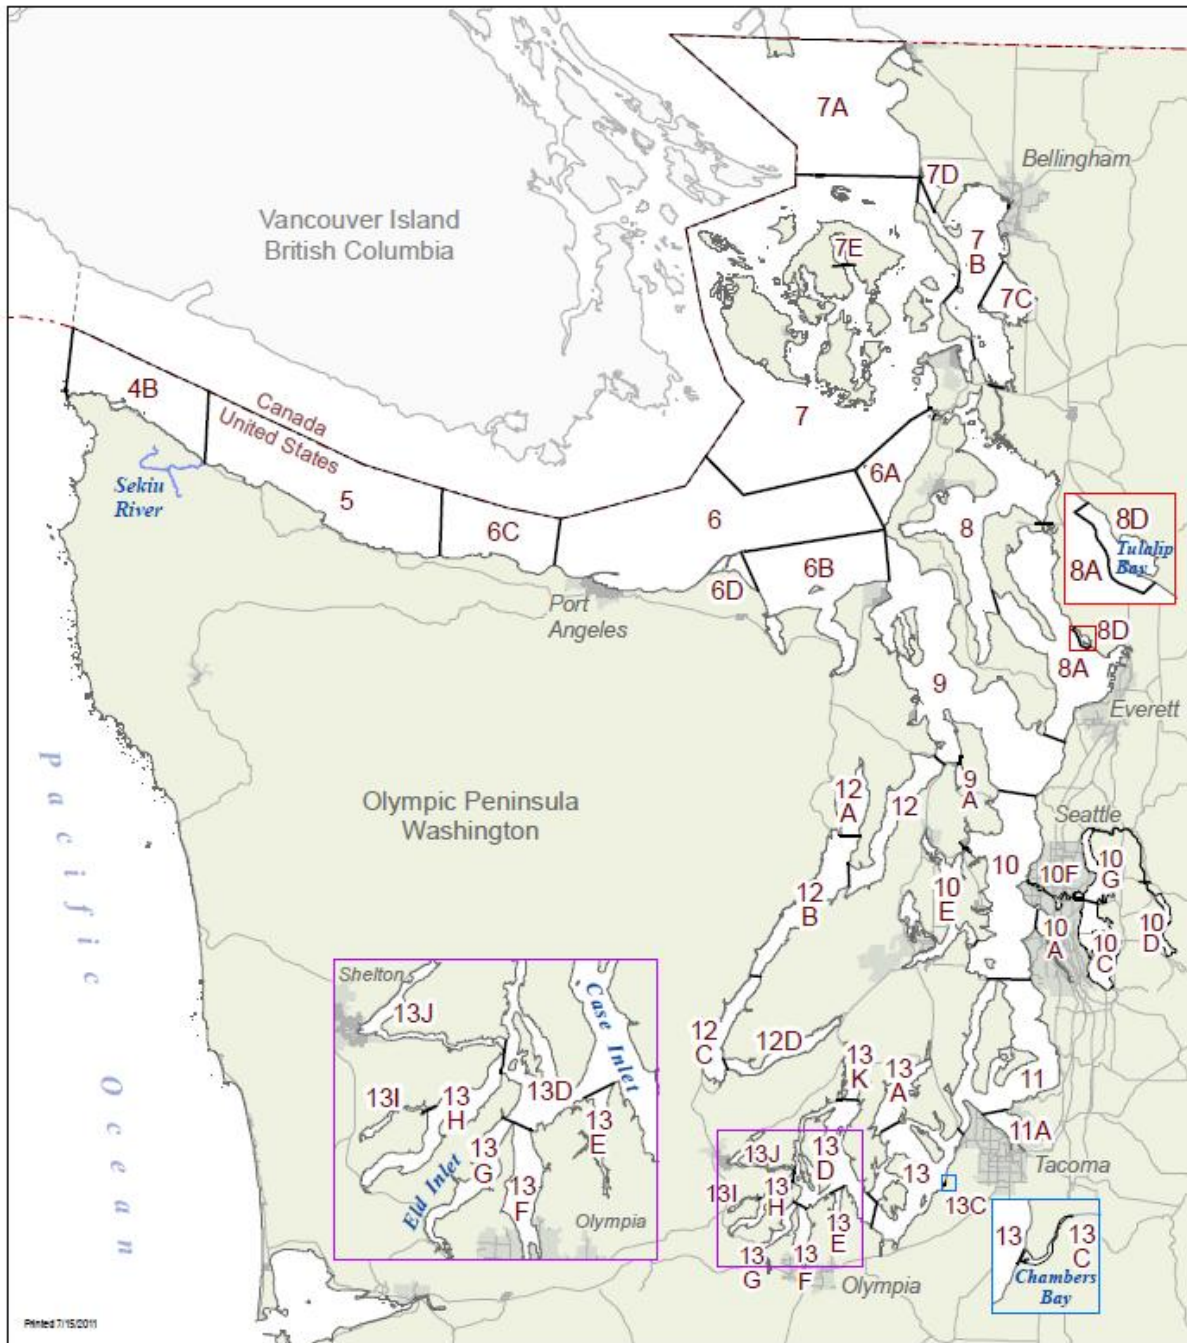 7A
Bellingham
7D
Vancouver Island
British Columbia
7E
7
B
7C
4B
Canada
United States
7
6A
Sekiu
River
5
6C
6
8
8D
Tulalip
Bay
8A
6B
6D
Port
Angeles
8D
8A
9
Everett
Pacific Ocean
12
A
12
9
A
Olympic Peninsula
Washington
Seattle
10
10F
10
G
10
E
12
B
10
A
10
C
10
D
Shelton
13J
Case Inlet
12
C
12D
13
K
13
A
11
13I
13
H
13D
13
E
11A
13
G
Eld Inlet
13
F
Olympia
13J
13
D
13
Tacoma
13I
13
H
13C
13
E
13
G
13
F
Olympia
13
13
C
Chambers
Bay
Printed 7/15/2011